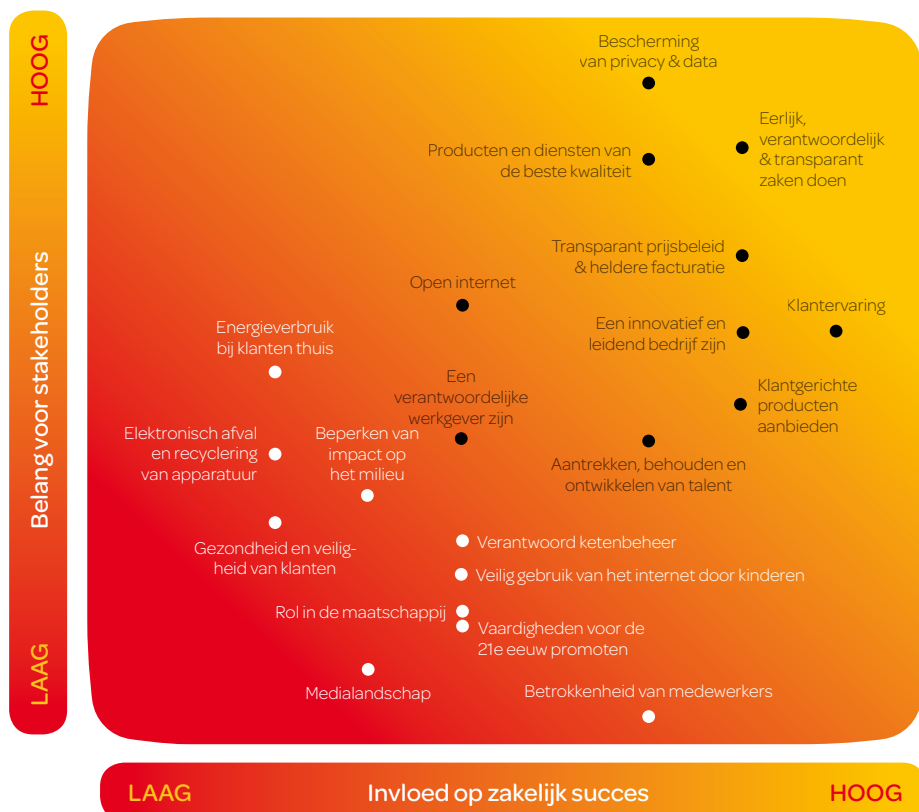 HOOG
Belang voor stakeholders
LAAG
Bescherming
van privacy & data
Eerlijk,
verantwoordelijk
& transparant
zaken doen
Producten en diensten van
de beste kwaliteit
Transparant prijsbeleid
& heldere facturatie
Open internet
Klantervaring
Een innovatief en
leidend bedrijf zijn
Energieverbruik
bij klanten thuis
Een
verantwoordelijke
werkgever zijn
Klantgerichte
producten
aanbieden
Elektronisch afval
en recyclering
van apparatuur
Beperken van
impact op
het milieu
Aantrekken, behouden en
ontwikkelen van talent
Gezondheid en veilig-
heid van klanten
Verantwoord ketenbeheer
Veilig gebruik van het internet door kinderen
Rol in de maatschappij
Vaardigheden voor de
21e eeuw promoten
Medialandschap
Betrokkenheid van medewerkers
LAAG
Invloed op zakelijk succes
HOOG